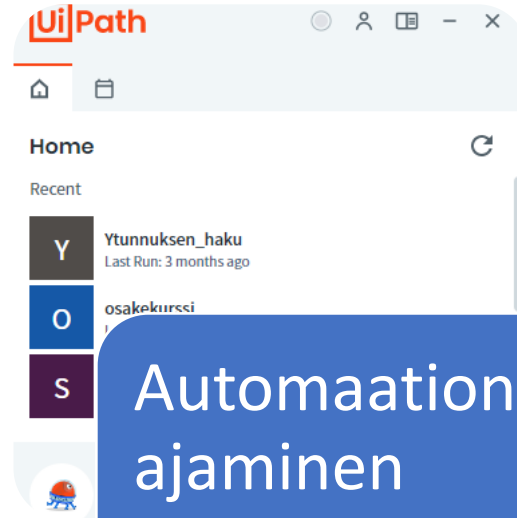 UiPath
Home
Recent
Y
Ytunnuksen_haku
Last Run: 3 months ago
O
osakekurssi
S
Automaation
ajaminen